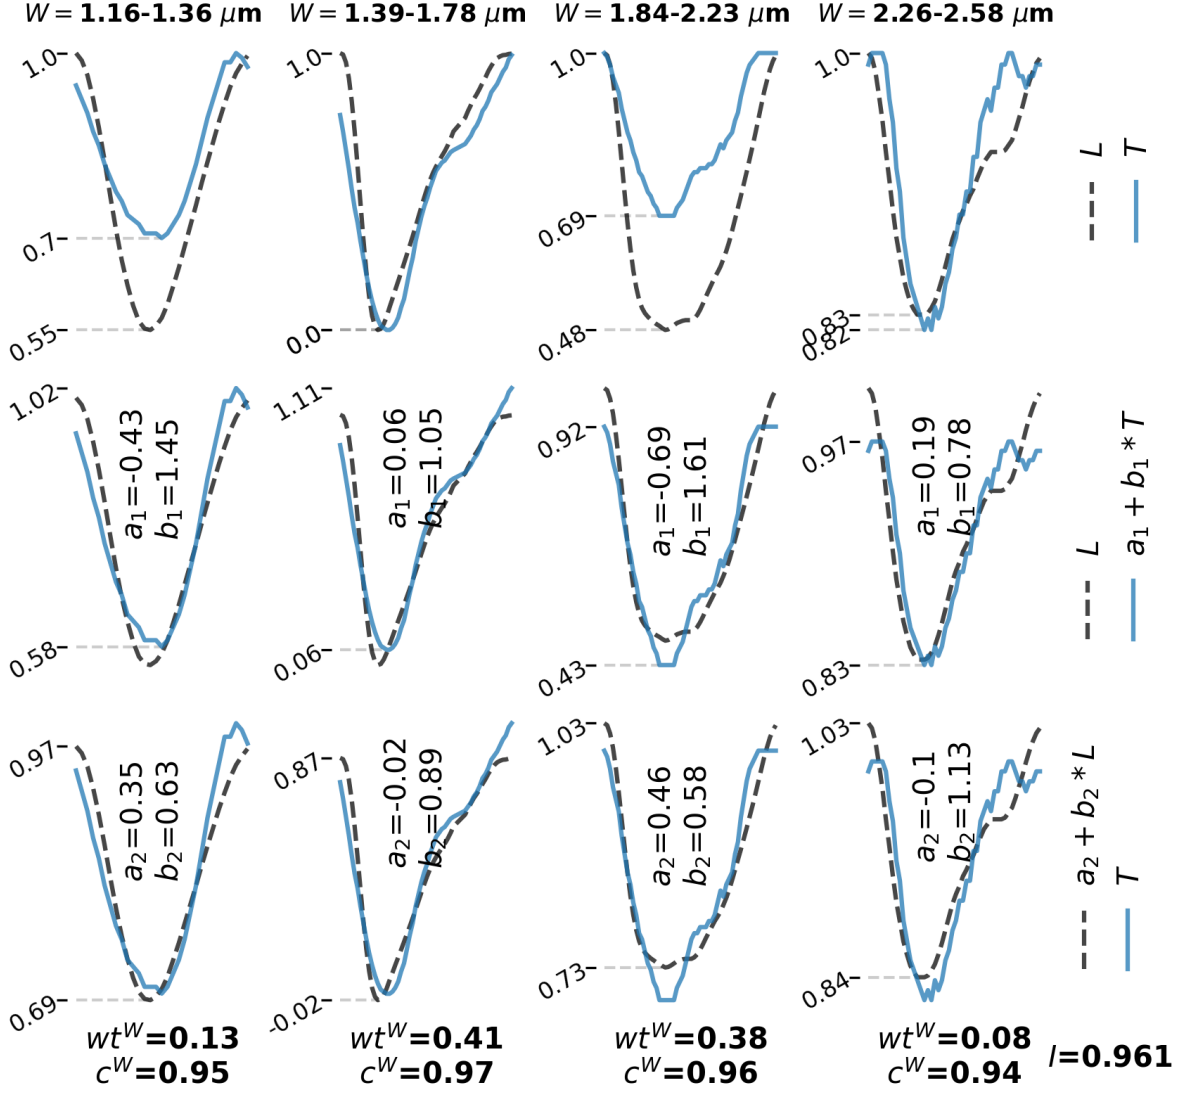 W = 1.16-1.36 μm
W = 1.39-1.78 μm
W = 1.84-2.23 μm
W = 2.26-2.58 μm
1.0
0.7
0.55
1.0
0.0
1.0
0.69
0.48
1.0
0.83
0.82
L
T
1.02
0.58
a₁=-0.43
b₁=1.45
1.11
0.06
a₁=0.06
b₁=1.05
0.92
0.43
a₁=-0.69
b₁=1.61
0.97
0.83
a₁=0.19
b₁=0.78
L
a₁ + b₁ * T
0.97
0.69
a₂=0.35
b₂=0.63
0.87
-0.02
a₂=-0.02
b₂=0.89
1.03
0.73
a₂=0.46
b₂=0.58
1.03
0.84
a₂=-0.1
b₂=1.13
a₂ + b₂ * L
T
wtᵂ=0.13
cᵂ=0.95
wtᵂ=0.41
cᵂ=0.97
wtᵂ=0.38
cᵂ=0.96
wtᵂ=0.08
cᵂ=0.94
I=0.961